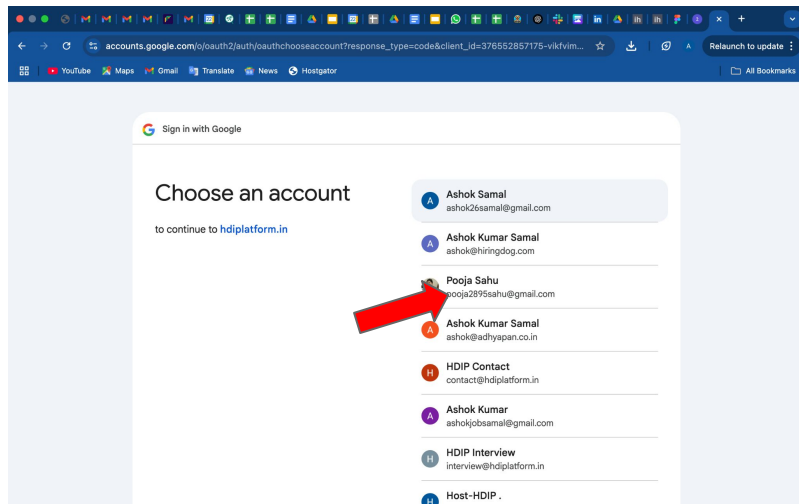 accounts.google.com/o/oauth2/auth/oauthchooseaccount?response_type=code&client_id=376552857175-vikfvim...
Relaunch to update
YouTube Maps Gmail Translate News Hostgator All Bookmarks
Sign in with Google
Choose an account
to continue to hdiplatform.in
A Ashok Samal
ashok26samal@gmail.com
A Ashok Kumar Samal
ashok@hiringdog.com
Pooja Sahu
pooja2895sahu@gmail.com
A Ashok Kumar Samal
ashok@adhyapan.co.in
H HDIP Contact
contact@hdiplatform.in
A Ashok Kumar
ashokjobsamal@gmail.com
H HDIP Interview
interview@hdiplatform.in
H Host-HDIP .